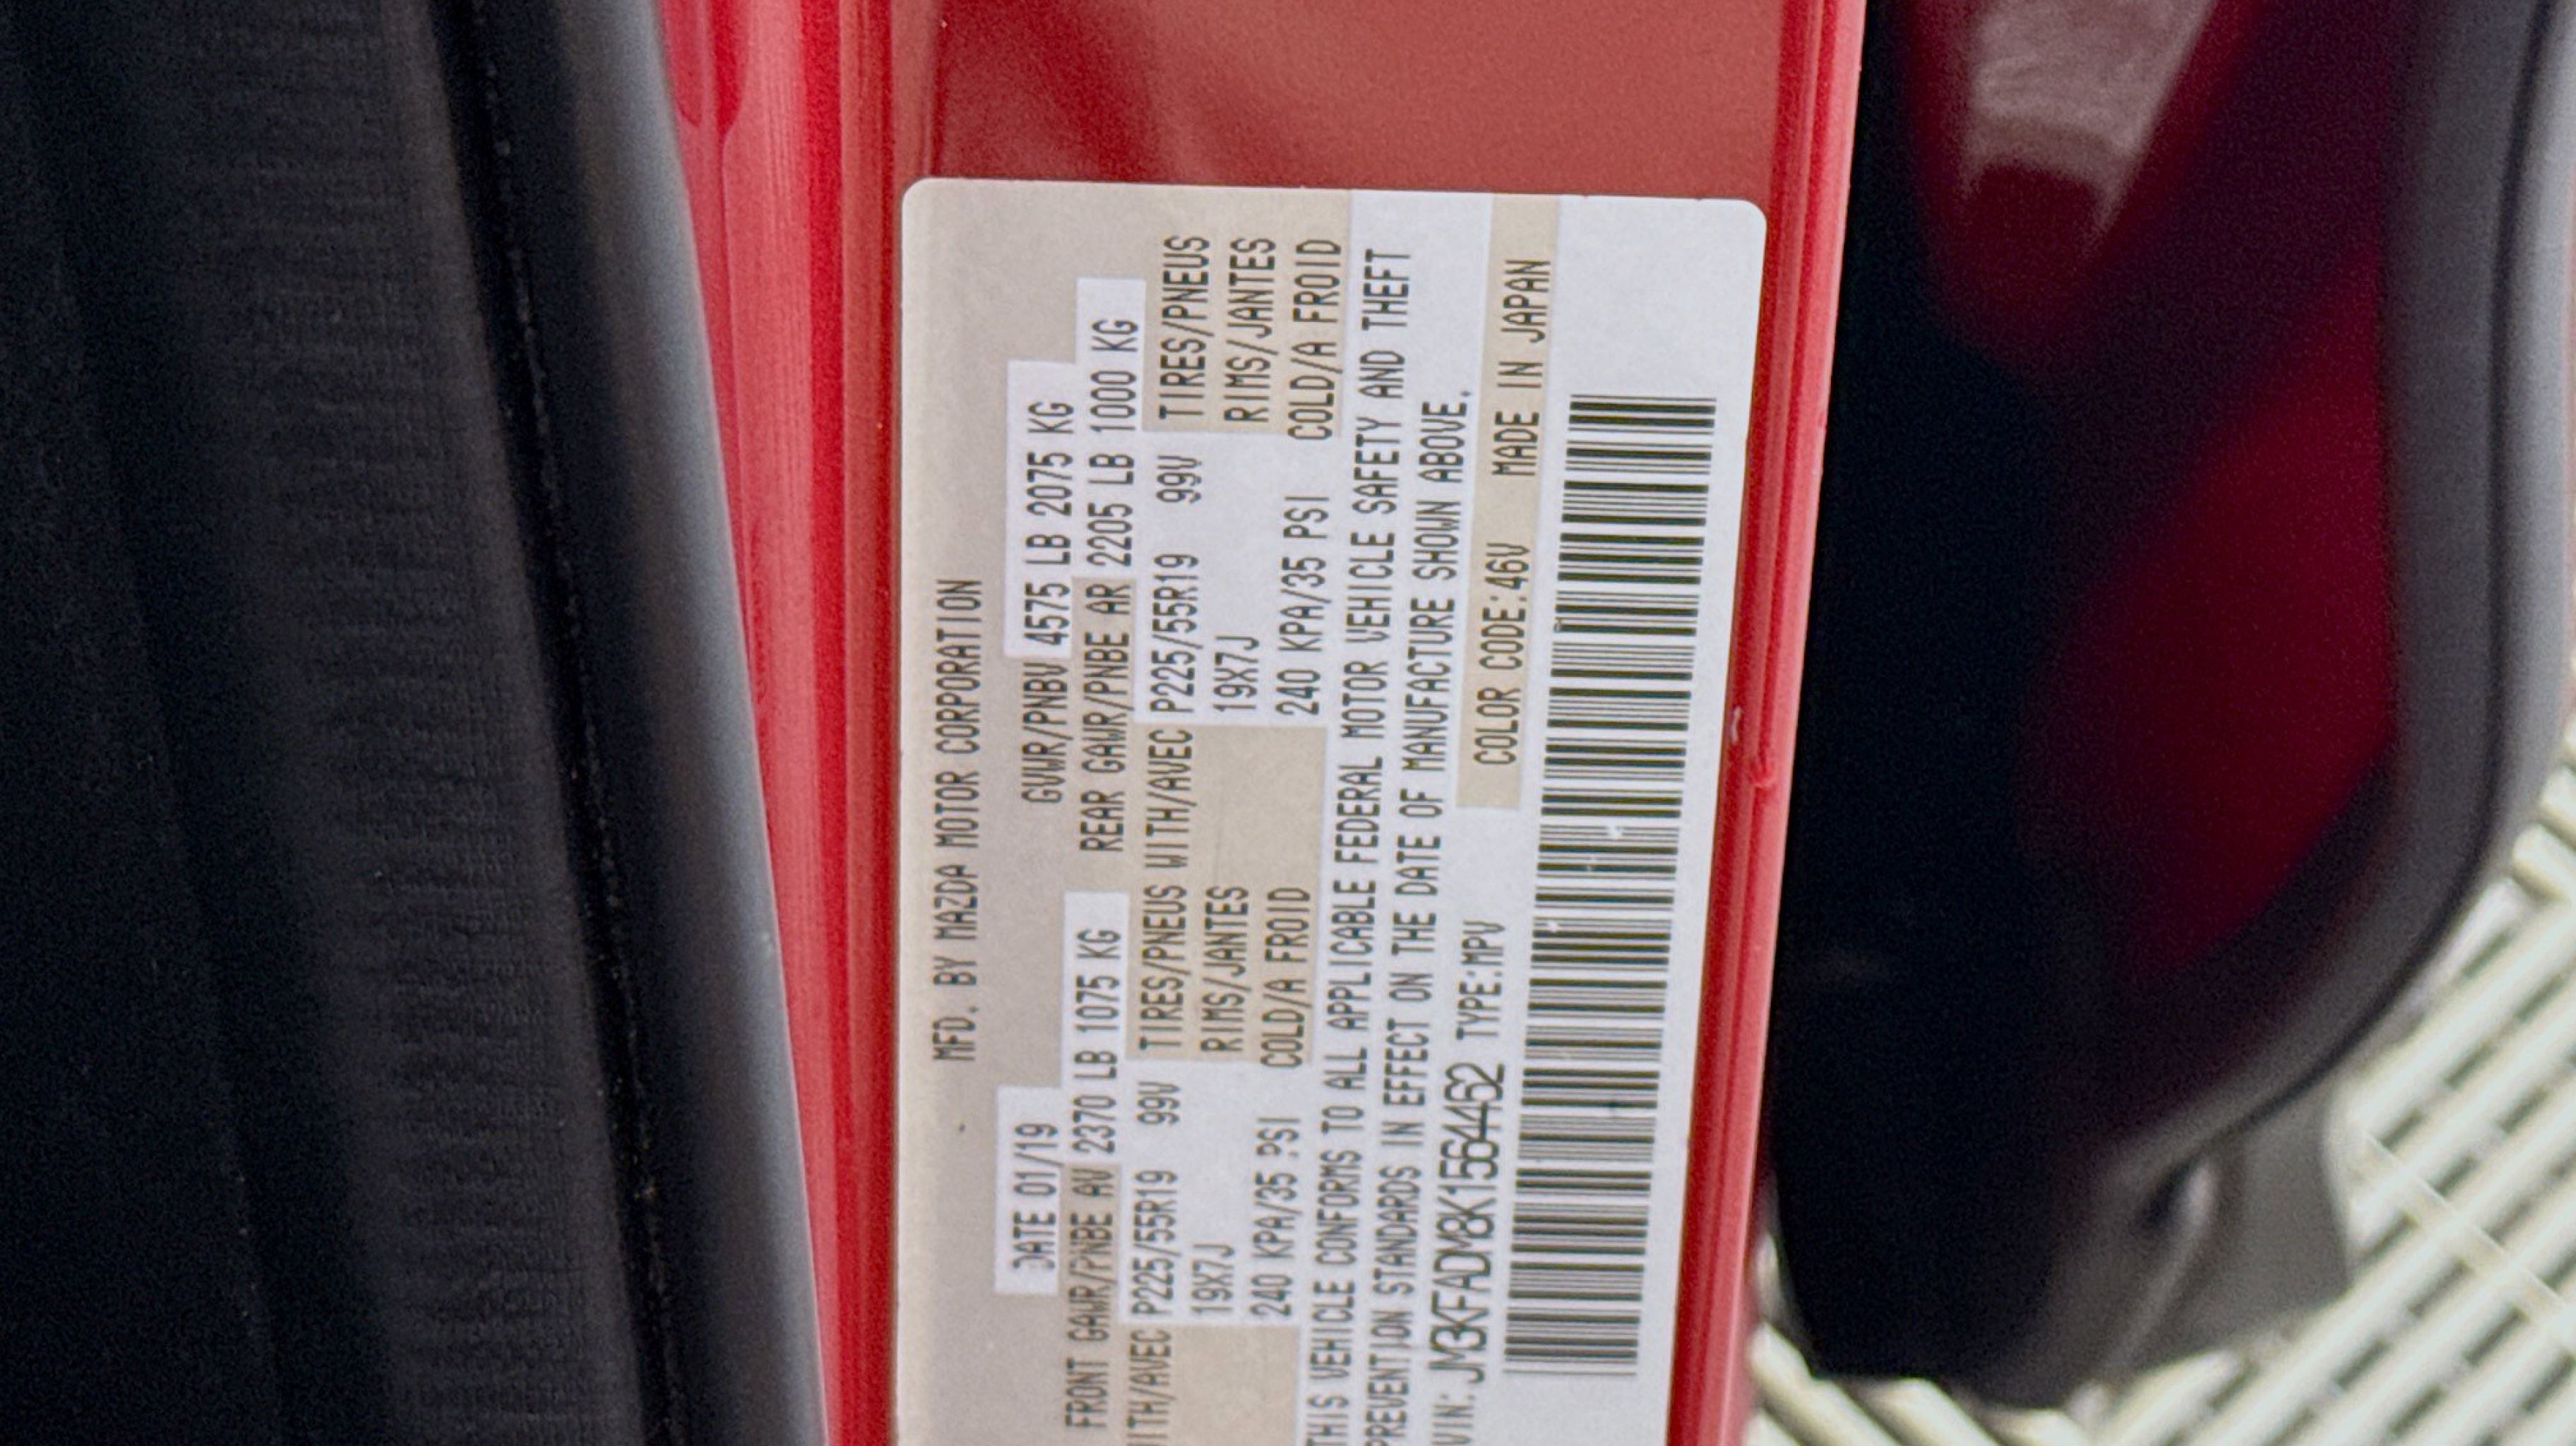 MFD. BY MAZDA MOTOR CORPORATION
DATE 01/19 GVWR/PNBV 4575 LB 2075 KG
FRONT GAWR/PNBE AV 2370 LB 1075 KG REAR GAWR/PNBE AR 2205 LB 1000 KG
WITH/AVEC P225/55R19 99V TIRES/PNEUS WITH/AVEC P225/55R19 99V TIRES/PNEUS
19X7J RIMS/JANTES 19X7J RIMS/JANTES
240 KPA/35 PSI COLD/A FROID 240 KPA/35 PSI COLD/A FROID
THIS VEHICLE CONFORMS TO ALL APPLICABLE FEDERAL MOTOR VEHICLE SAFETY AND THEFT
PREVENTION STANDARDS IN EFFECT ON THE DATE OF MANUFACTURE SHOWN ABOVE.
VIN: JM3KFADM8K1564462 TYPE:MPV COLOR CODE:46V MADE IN JAPAN